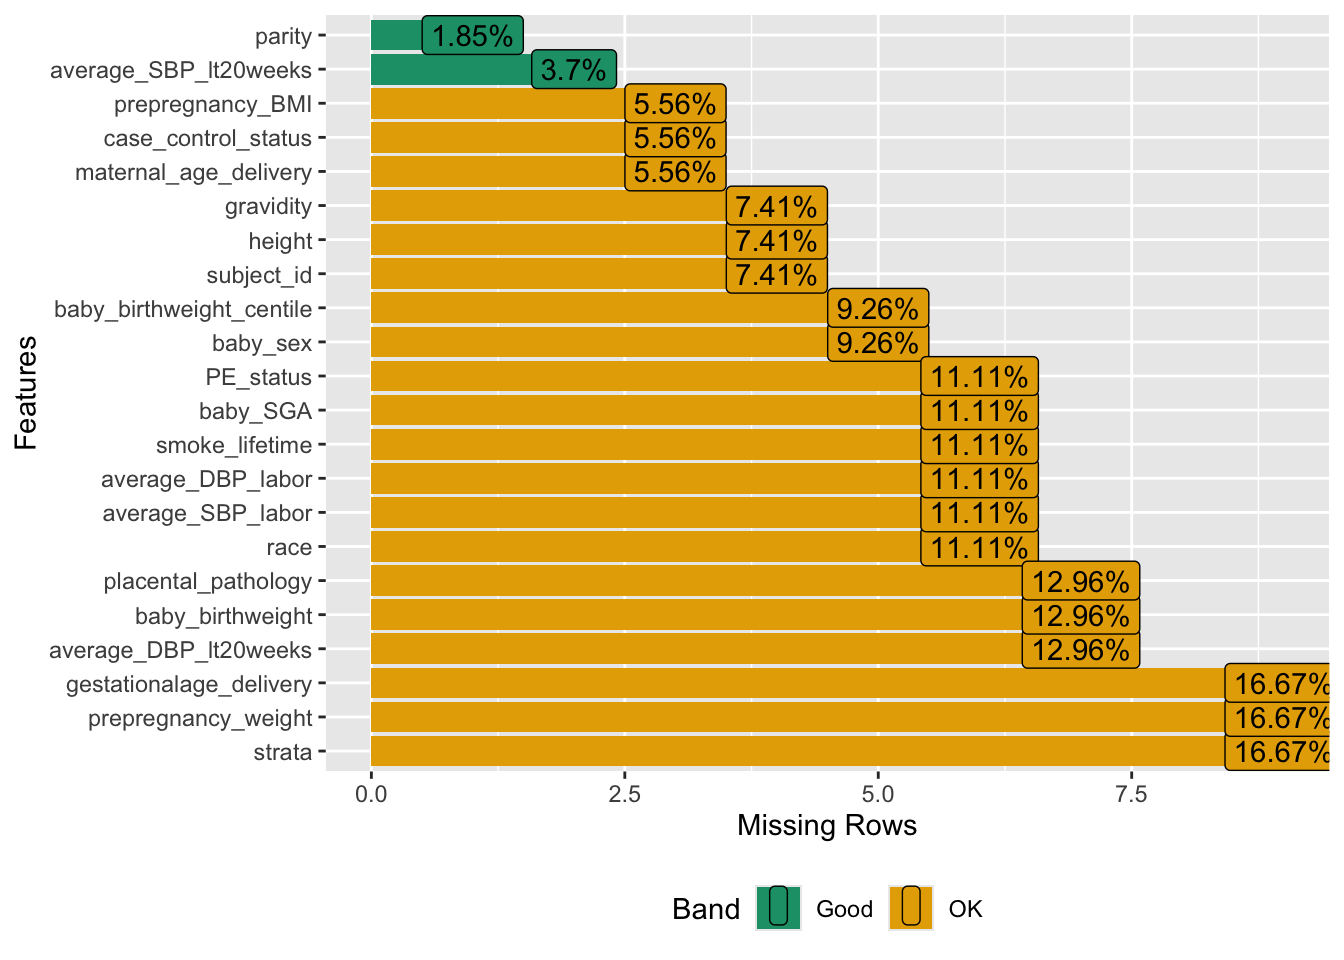 parity 1.85%
average_SBP_lt20weeks 3.7%
prepregnancy_BMI 5.56%
case_control_status 5.56%
maternal_age_delivery 5.56%
gravidity 7.41%
height 7.41%
subject_id 7.41%
baby_birthweight_centile 9.26%
baby_sex 9.26%
PE_status 11.11%
baby_SGA 11.11%
smoke_lifetime 11.11%
average_DBP_labor 11.11%
average_SBP_labor 11.11%
race 11.11%
placental_pathology 12.96%
baby_birthweight 12.96%
average_DBP_lt20weeks 12.96%
gestationalage_delivery 16.67%
prepregnancy_weight 16.67%
strata 16.67%
Features
0.0 2.5 5.0 7.5
Missing Rows
Band Good OK